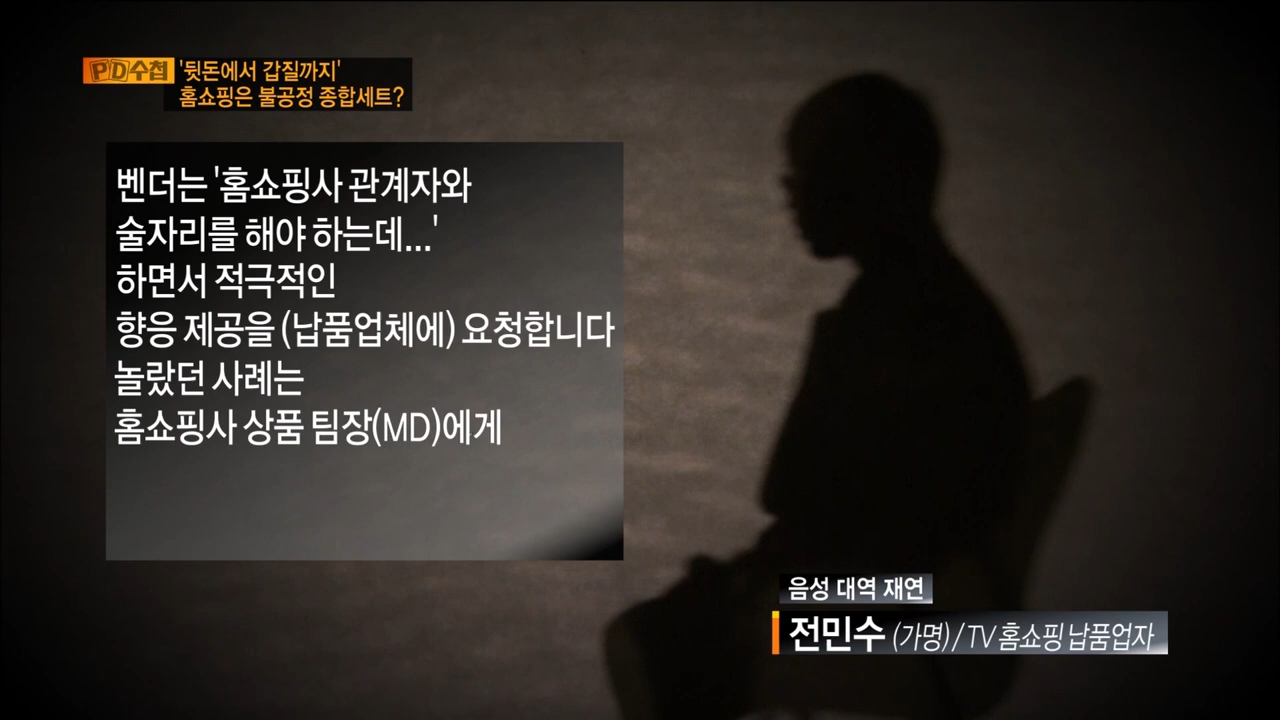 PD수첩 '뒷돈에서 갑질까지'
홈쇼핑은 불공정 종합세트?
벤더는 '홈쇼핑사 관계자와
술자리를 해야 하는데...'
하면서 적극적인
향응 제공을 (납품업체에) 요청합니다
놀랐던 사례는
홈쇼핑사 상품 팀장(MD)에게
음성 대역 재연
전민수 (가명) / TV 홈쇼핑 납품업자